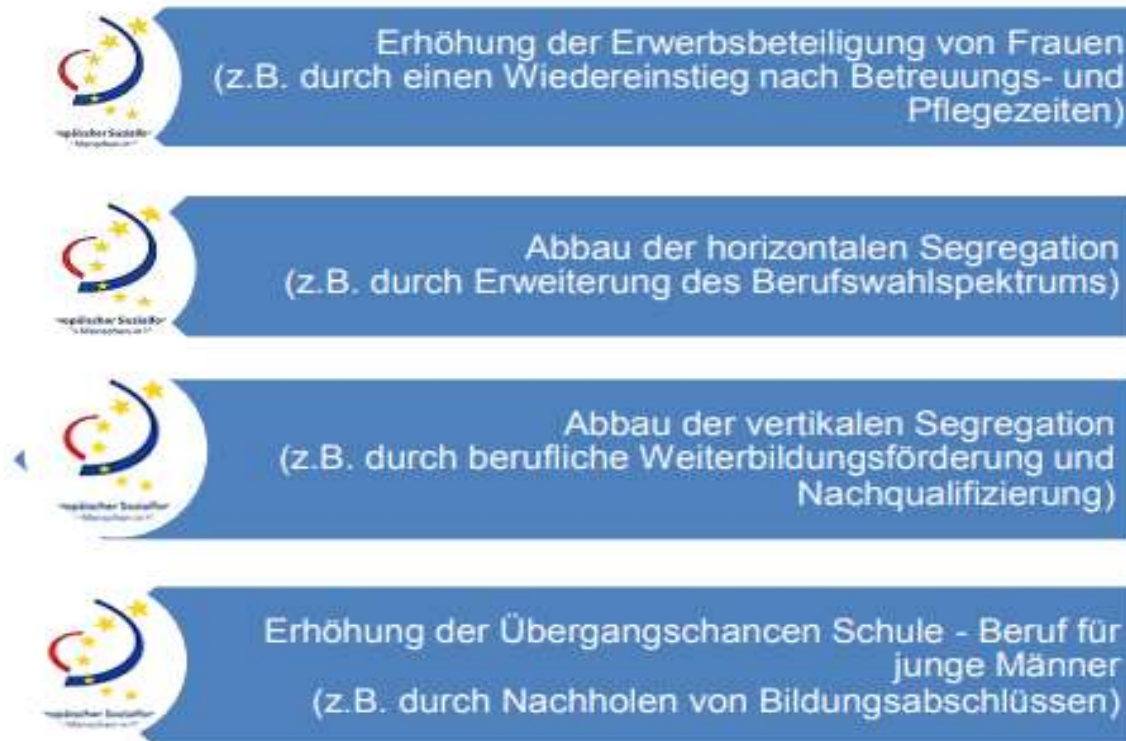 Erhöhung der Erwerbsbeteiligung von Frauen
(z.B. durch einen Wiedereinstieg nach Betreuungs- und
Pflegezeiten)
Abbau der horizontalen Segregation
(z.B. durch Erweiterung des Berufswahlspektrums)
Abbau der vertikalen Segregation
(z.B. durch berufliche Weiterbildungsförderung und
Nachqualifizierung)
Erhöhung der Übergangschancen Schule - Beruf für
junge Männer
(z.B. durch Nachholen von Bildungsabschlüssen)